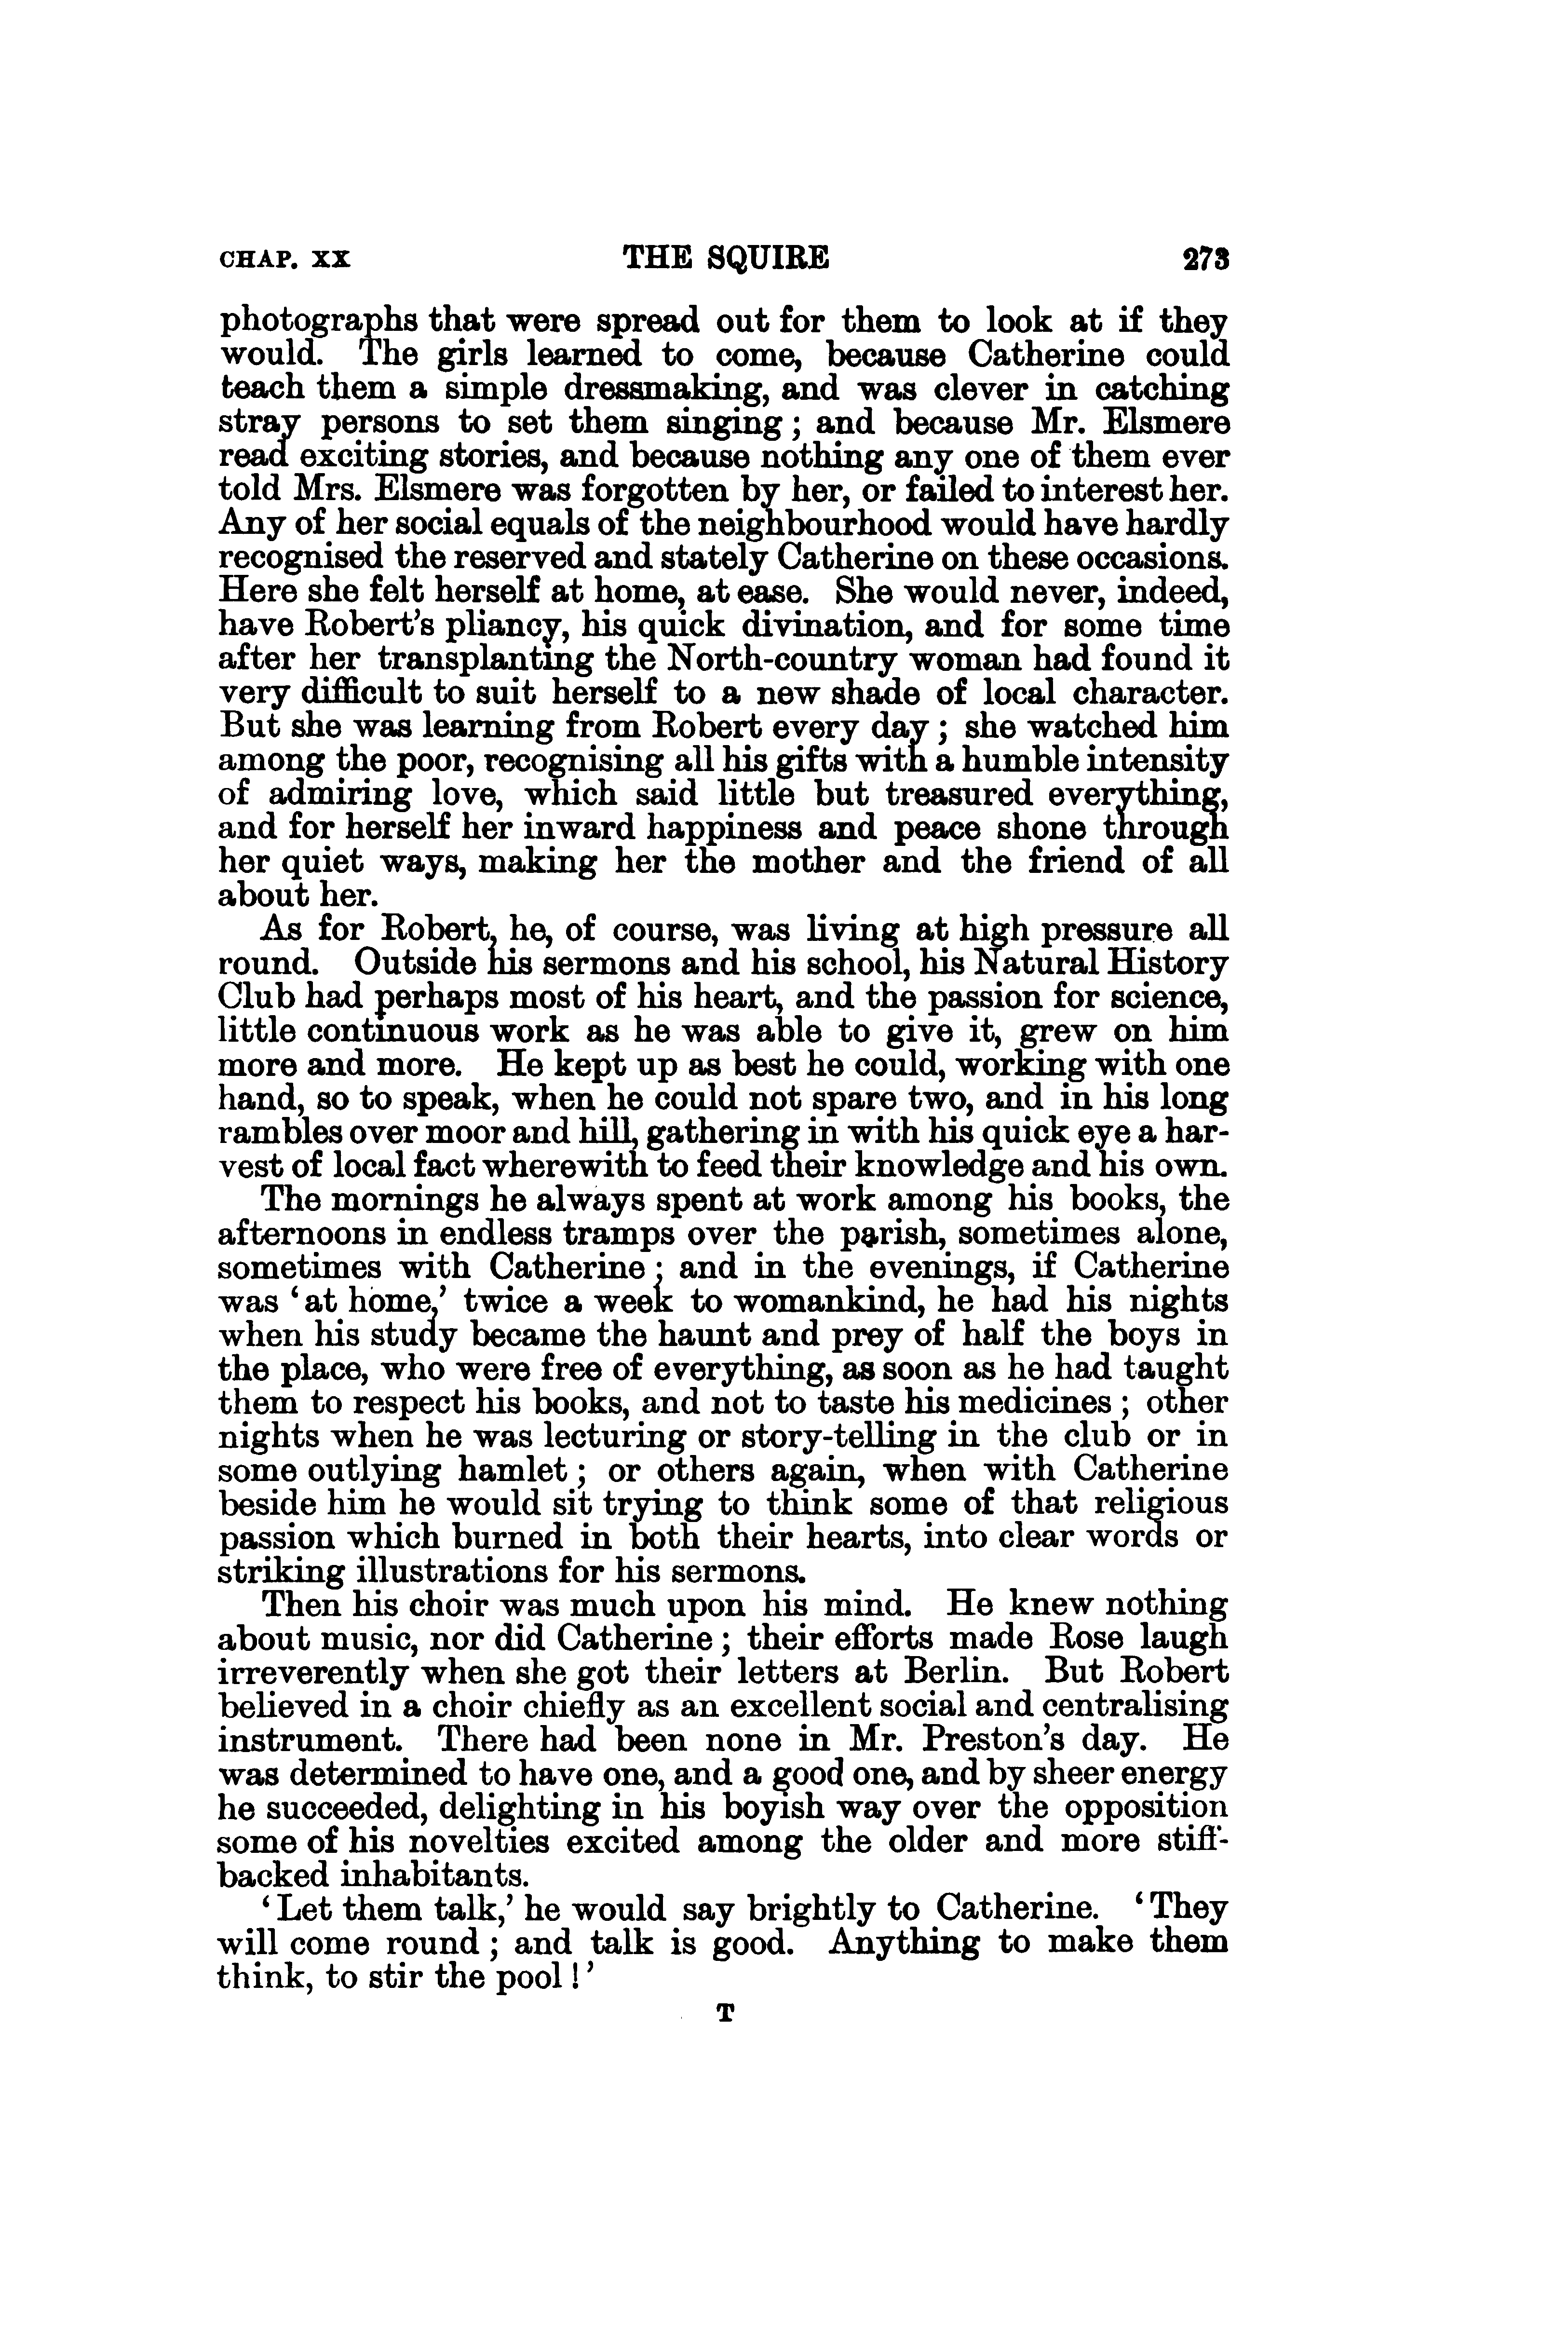 CHAP. XX THE SQUIRE 273
photographs that were spread out for them to look at if they
would. The girls learned to come, because Catherine could
teach them a simple dressmaking, and was clever in catching
stray persons to set them singing; and because Mr. Elsmere
read exciting stories, and because nothing any one of them ever
told Mrs. Elsmere was forgotten by her, or failed to interest her.
Any of her social equals of the neighbourhood would have hardly
recognised the reserved and stately Catherine on these occasions.
Here she felt herself at home, at ease. She would never, indeed,
have Robert's pliancy, his quick divination, and for some time
after her transplanting the North-country woman had found it
very difficult to suit herself to a new shade of local character.
But she was learning from Robert every day; she watched him
among the poor, recognising all his gifts with a humble intensity
of admiring love, which said little but treasured everything,
and for herself her inward happiness and peace shone through
her quiet ways, making her the mother and the friend of all
about her.
As for Robert, he, of course, was living at high pressure all
round. Outside his sermons and his school, his Natural History
Club had perhaps most of his heart, and the passion for science,
little continuous work as he was able to give it, grew on him
more and more. He kept up as best he could, working with one
hand, so to speak, when he could not spare two, and in his long
rambles over moor and hill, gathering in with his quick eye a har-
vest of local fact wherewith to feed their knowledge and his own.
The mornings he always spent at work among his books, the
afternoons in endless tramps over the parish, sometimes alone,
sometimes with Catherine; and in the evenings, if Catherine
was 'at home,' twice a week to womankind, he had his nights
when his study became the haunt and prey of half the boys in
the place, who were free of everything, as soon as he had taught
them to respect his books, and not to taste his medicines; other
nights when he was lecturing or story-telling in the club or in
some outlying hamlet; or others again, when with Catherine
beside him he would sit trying to think some of that religious
passion which burned in both their hearts, into clear words or
striking illustrations for his sermons.
Then his choir was much upon his mind. He knew nothing
about music, nor did Catherine; their efforts made Rose laugh
irreverently when she got their letters at Berlin. But Robert
believed in a choir chiefly as an excellent social and centralising
instrument. There had been none in Mr. Preston's day. He
was determined to have one, and a good one, and by sheer energy
he succeeded, delighting in his boyish way over the opposition
some of his novelties excited among the older and more stiff-
backed inhabitants.
'Let them talk,' he would say brightly to Catherine. 'They
will come round; and talk is good. Anything to make them
think, to stir the pool!'
T